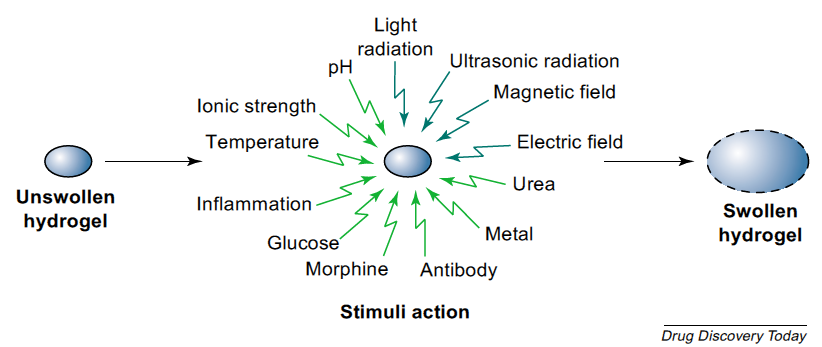 Light
radiation
Ultrasonic radiation
pH
Magnetic field
Ionic strength
Temperature
Electric field
Unswollen
hydrogel
Urea
Inflammation
Swollen
hydrogel
Glucose
Metal
Morphine
Antibody
Stimuli action
Drug Discovery Today